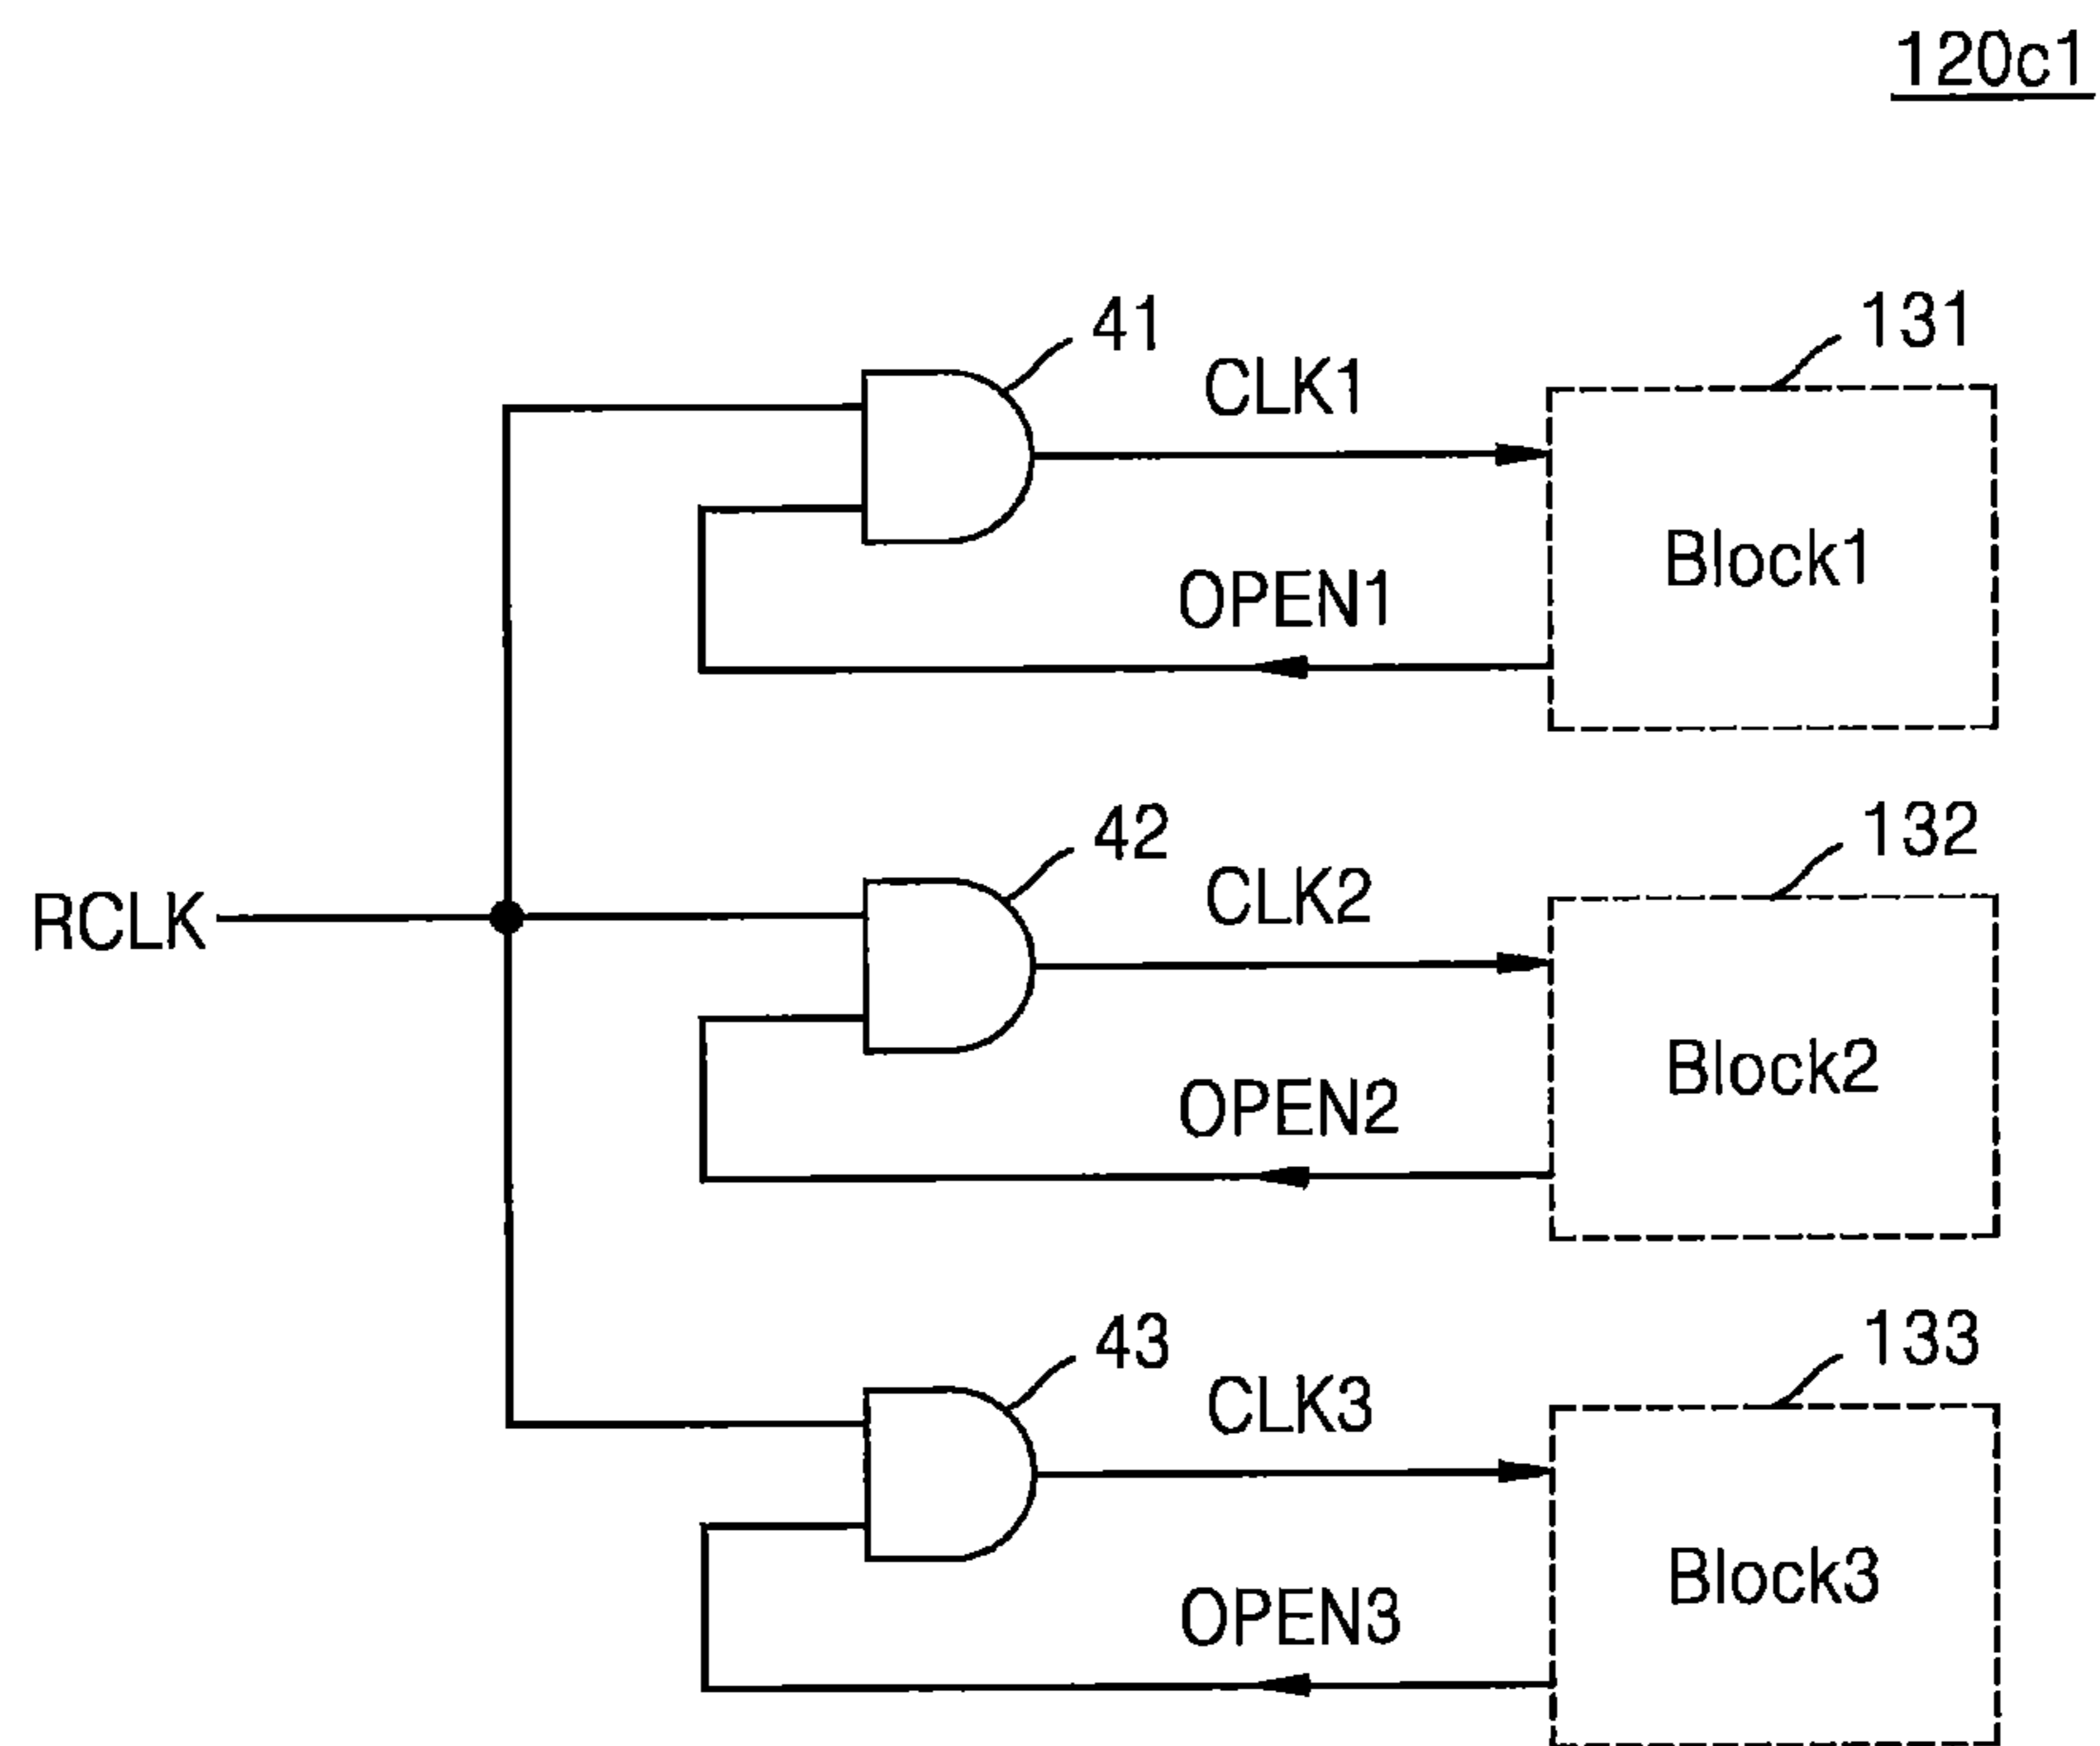 120c1
41
CLK1
131
OPEN1
Block1
42
CLK2
132
RCLK
OPEN2
Block2
43
CLK3
133
OPEN3
Block3